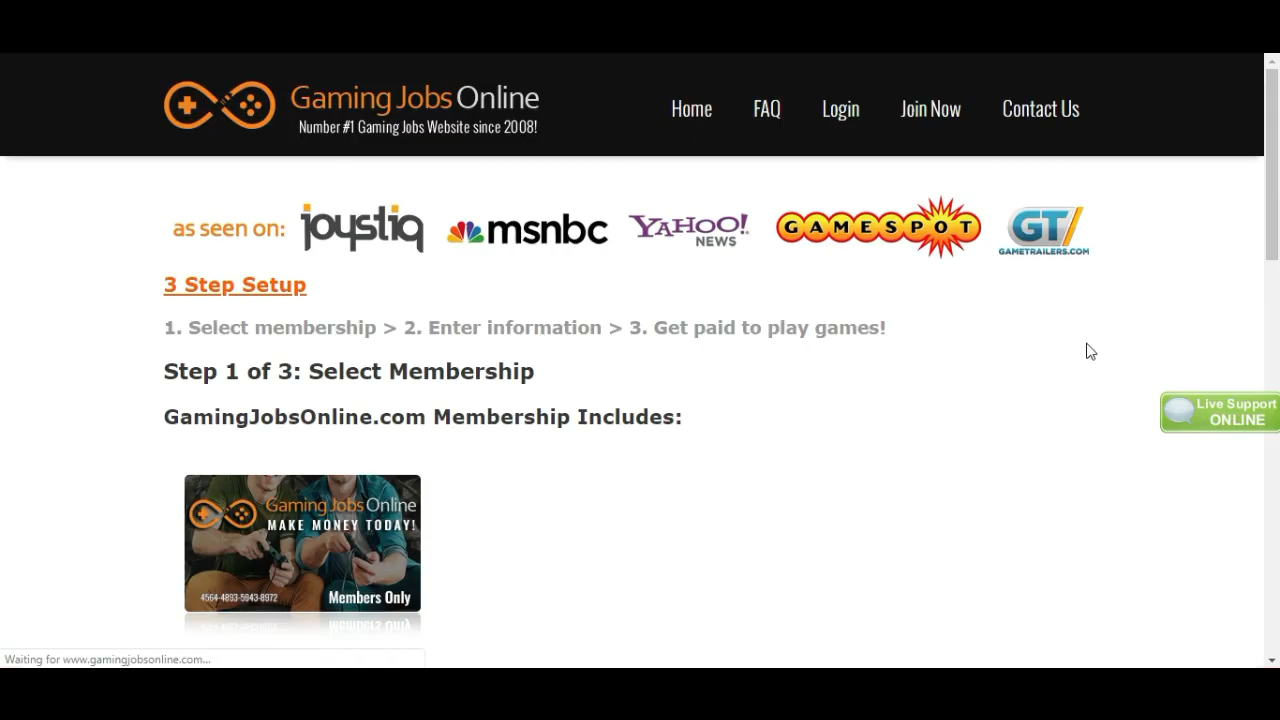 Gaming Jobs Online
Number #1 Gaming Jobs Website since 2008!
Home FAQ Login Join Now Contact Us
as seen on: joystiq msnbc YAHOO! NEWS GAMESPOT GT/ GAMETRAILERS.COM
3 Step Setup
1. Select membership > 2. Enter information > 3. Get paid to play games!
Step 1 of 3: Select Membership
Live Support
ONLINE
GamingJobsOnline.com Membership Includes:
Gaming Jobs Online
MAKE MONEY TODAY!
4564-4893-5943-8972 Members Only
Waiting for www.gamingjobsonline.com...